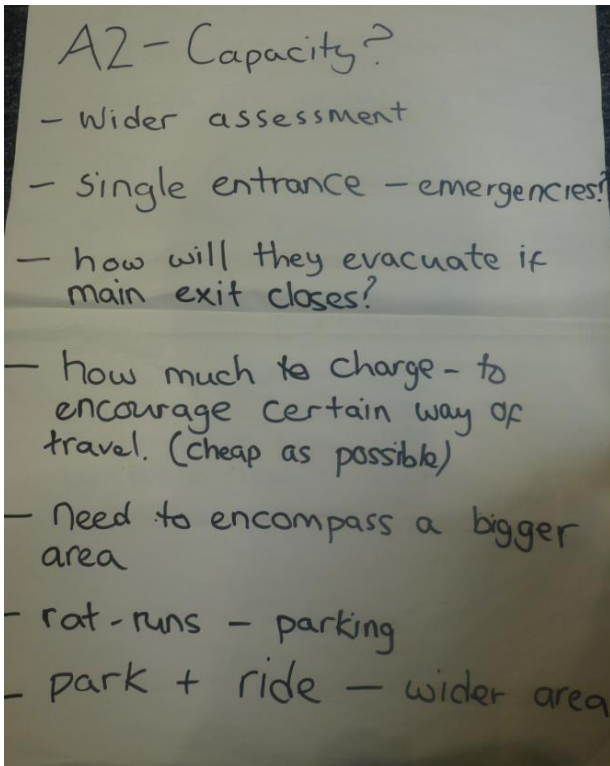 A2 - Capacity?
- Wider assessment
- Single entrance - emergencies?
- how will they evacuate if
main exit closes?
- how much to charge - to
encourage certain way of
travel. (cheap as possible)
- need to encompass a bigger
area
- rat-runs - parking
- park + ride - wider area